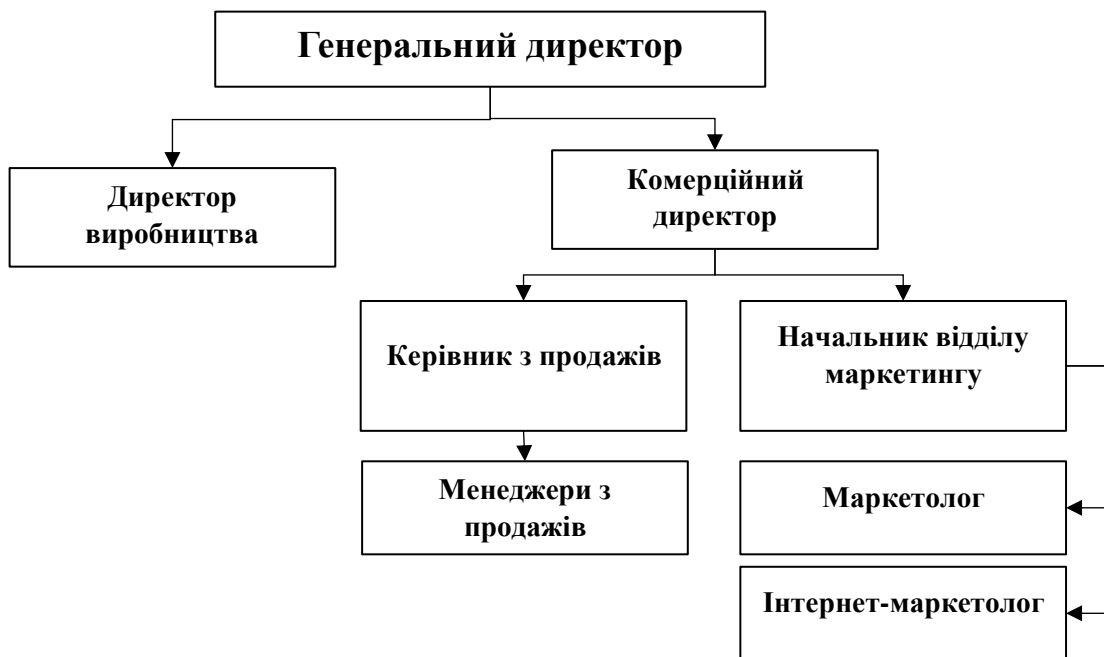 Генеральний директор
Директор
виробництва
Комерційний
директор
Керівник з продажів
Начальник відділу
маркетингу
Менеджери з
продажів
Маркетолог
Інтернет-маркетолог